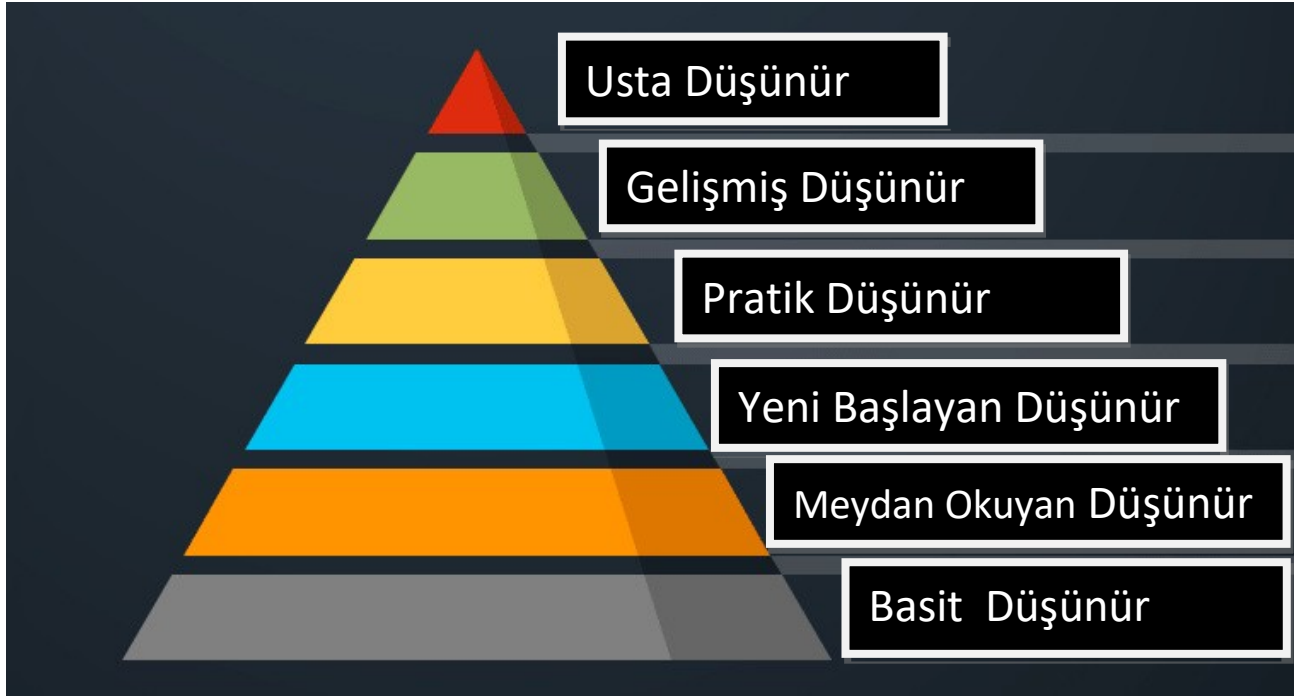 Usta Düşünür
Gelişmiş Düşünür
Pratik Düşünür
Yeni Başlayan Düşünür
Meydan Okuyan Düşünür
Basit Düşünür